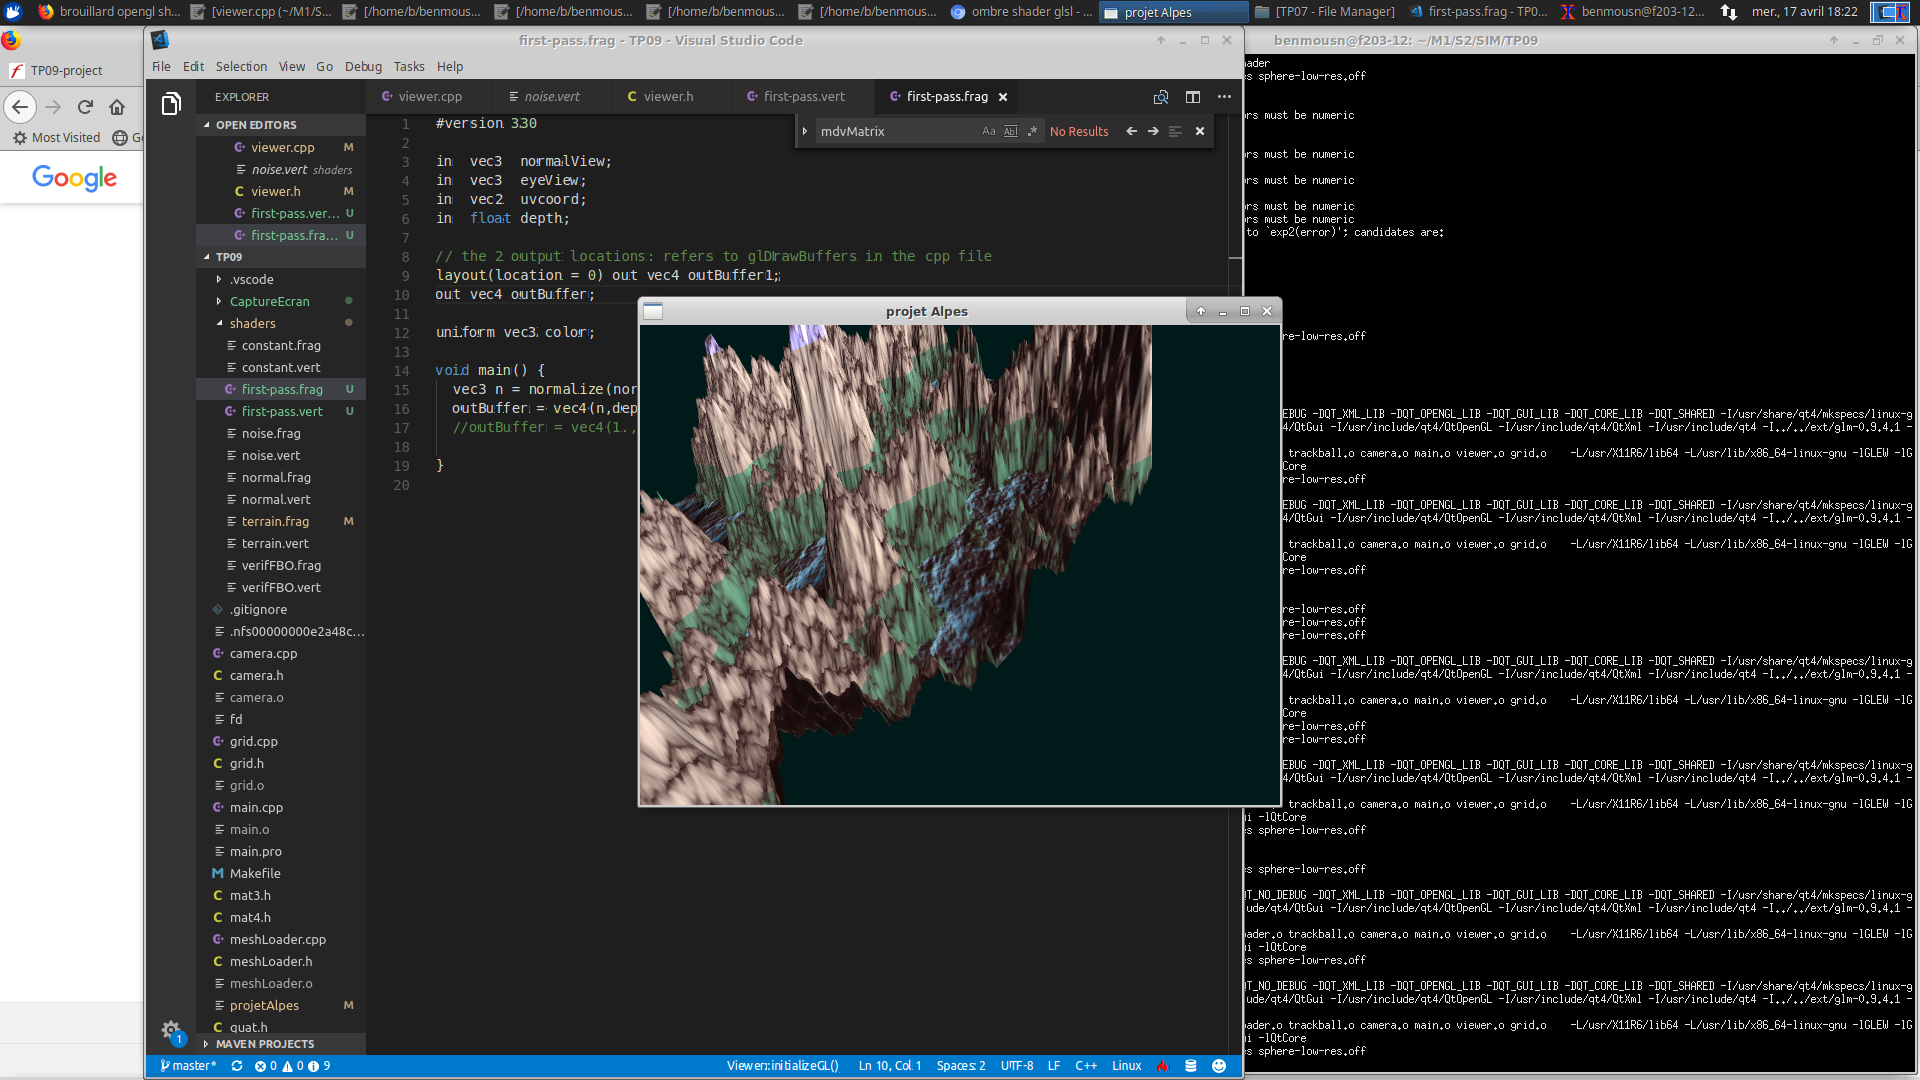 brouillard opengl sh...
[viewer.cpp (~/M1/S...
[/home/b/benmous...
[/home/b/benmous...
[/home/b/benmous...
[/home/b/benmous...
ombre shader glsl - ...
projet Alpes
[TP07 - File Manager]
first-pass.frag - TP0...
benmousn@f203-12...
mer., 17 avril 18:22
TP09-project
Most Visited
Ge
Google
first-pass.frag - TP09 - Visual Studio Code
File Edit Selection View Go Debug Tasks Help
EXPLORER
viewer.cpp
noise.vert
viewer.h
first-pass.vert
first-pass.frag
OPEN EDITORS
viewer.cpp M
noise.vert shaders
viewer.h M
first-pass.ver... U
first-pass.fra... U
TP09
.vscode
CaptureEcran
shaders
constant.frag
constant.vert
first-pass.frag U
first-pass.vert U
noise.frag
noise.vert
normal.frag
normal.vert
terrain.frag M
terrain.vert
verifFBO.frag
verifFBO.vert
.gitignore
.nfs00000000e2a48c...
camera.cpp
camera.h
camera.o
fd
grid.cpp
grid.h
grid.o
main.cpp
main.o
main.pro
Makefile
mat3.h
mat4.h
meshLoader.cpp
meshLoader.h
meshLoader.o
projetAlpes M
quat.h
MAVEN PROJECTS
mdvMatrix
Aa Abl .* No Results
1 #version 330
2
3 in vec3 normalView;
4 in vec3 eyeView;
5 in vec2 uvcoord;
6 in float depth;
7
8 // the 2 output locations: refers to glDrawBuffers in the cpp file
9 layout(location = 0) out vec4 outBuffer1;
10 out vec4 outBuffer;
11
12 uniform vec3 color;
13
14 void main() {
15 vec3 n = normalize(nor
16 outBuffer = vec4(n,dep
17 //outBuffer = vec4(1.,
18
19 }
20
projet Alpes
master* 0 0 9
Viewer::initializeGL() Ln 10, Col 1 Spaces: 2 UTF-8 LF C++ Linux
1
benmousn@f203-12: ~/M1/S2/SIM/TP09
ader
s sphere-low-res.off
rs must be numeric
rs must be numeric
rs must be numeric
rs must be numeric
rs must be numeric
to `exp2(error)'; candidates are:
re-low-res.off
EBUG -DQT_XML_LIB -DQT_OPENGL_LIB -DQT_GUI_LIB -DQT_CORE_LIB -DQT_SHARED -I/usr/share/qt4/mkspecs/linux-g
4/QtGui -I/usr/include/qt4/QtOpenGL -I/usr/include/qt4/QtXml -I/usr/include/qt4 -I../../ext/glm-0.9.4.1 -
trackball.o camera.o main.o viewer.o grid.o -L/usr/X11R6/lib64 -L/usr/lib/x86_64-linux-gnu -lGLEW -lG
Core
re-low-res.off
EBUG -DQT_XML_LIB -DQT_OPENGL_LIB -DQT_GUI_LIB -DQT_CORE_LIB -DQT_SHARED -I/usr/share/qt4/mkspecs/linux-g
4/QtGui -I/usr/include/qt4/QtOpenGL -I/usr/include/qt4/QtXml -I/usr/include/qt4 -I../../ext/glm-0.9.4.1 -
trackball.o camera.o main.o viewer.o grid.o -L/usr/X11R6/lib64 -L/usr/lib/x86_64-linux-gnu -lGLEW -lG
Core
re-low-res.off
re-low-res.off
re-low-res.off
re-low-res.off
EBUG -DQT_XML_LIB -DQT_OPENGL_LIB -DQT_GUI_LIB -DQT_CORE_LIB -DQT_SHARED -I/usr/share/qt4/mkspecs/linux-g
4/QtGui -I/usr/include/qt4/QtOpenGL -I/usr/include/qt4/QtXml -I/usr/include/qt4 -I../../ext/glm-0.9.4.1 -
trackball.o camera.o main.o viewer.o grid.o -L/usr/X11R6/lib64 -L/usr/lib/x86_64-linux-gnu -lGLEW -lG
Core
re-low-res.off
re-low-res.off
EBUG -DQT_XML_LIB -DQT_OPENGL_LIB -DQT_GUI_LIB -DQT_CORE_LIB -DQT_SHARED -I/usr/share/qt4/mkspecs/linux-g
4/QtGui -I/usr/include/qt4/QtOpenGL -I/usr/include/qt4/QtXml -I/usr/include/qt4 -I../../ext/glm-0.9.4.1 -
trackball.o camera.o main.o viewer.o grid.o -L/usr/X11R6/lib64 -L/usr/lib/x86_64-linux-gnu -lGLEW -lG
ui -lQtCore
s sphere-low-res.off
s sphere-low-res.off
QT_NO_DEBUG -DQT_XML_LIB -DQT_OPENGL_LIB -DQT_GUI_LIB -DQT_CORE_LIB -DQT_SHARED -I/usr/share/qt4/mkspecs/linux-g
lude/qt4/QtGui -I/usr/include/qt4/QtOpenGL -I/usr/include/qt4/QtXml -I/usr/include/qt4 -I../../ext/glm-0.9.4.1 -
oader.o trackball.o camera.o main.o viewer.o grid.o -L/usr/X11R6/lib64 -L/usr/lib/x86_64-linux-gnu -lGLEW -lG
ui -lQtCore
s sphere-low-res.off
QT_NO_DEBUG -DQT_XML_LIB -DQT_OPENGL_LIB -DQT_GUI_LIB -DQT_CORE_LIB -DQT_SHARED -I/usr/share/qt4/mkspecs/linux-g
lude/qt4/QtGui -I/usr/include/qt4/QtOpenGL -I/usr/include/qt4/QtXml -I/usr/include/qt4 -I../../ext/glm-0.9.4.1 -
oader.o trackball.o camera.o main.o viewer.o grid.o -L/usr/X11R6/lib64 -L/usr/lib/x86_64-linux-gnu -lGLEW -lG
ui -lQtCore
s sphere-low-res.off